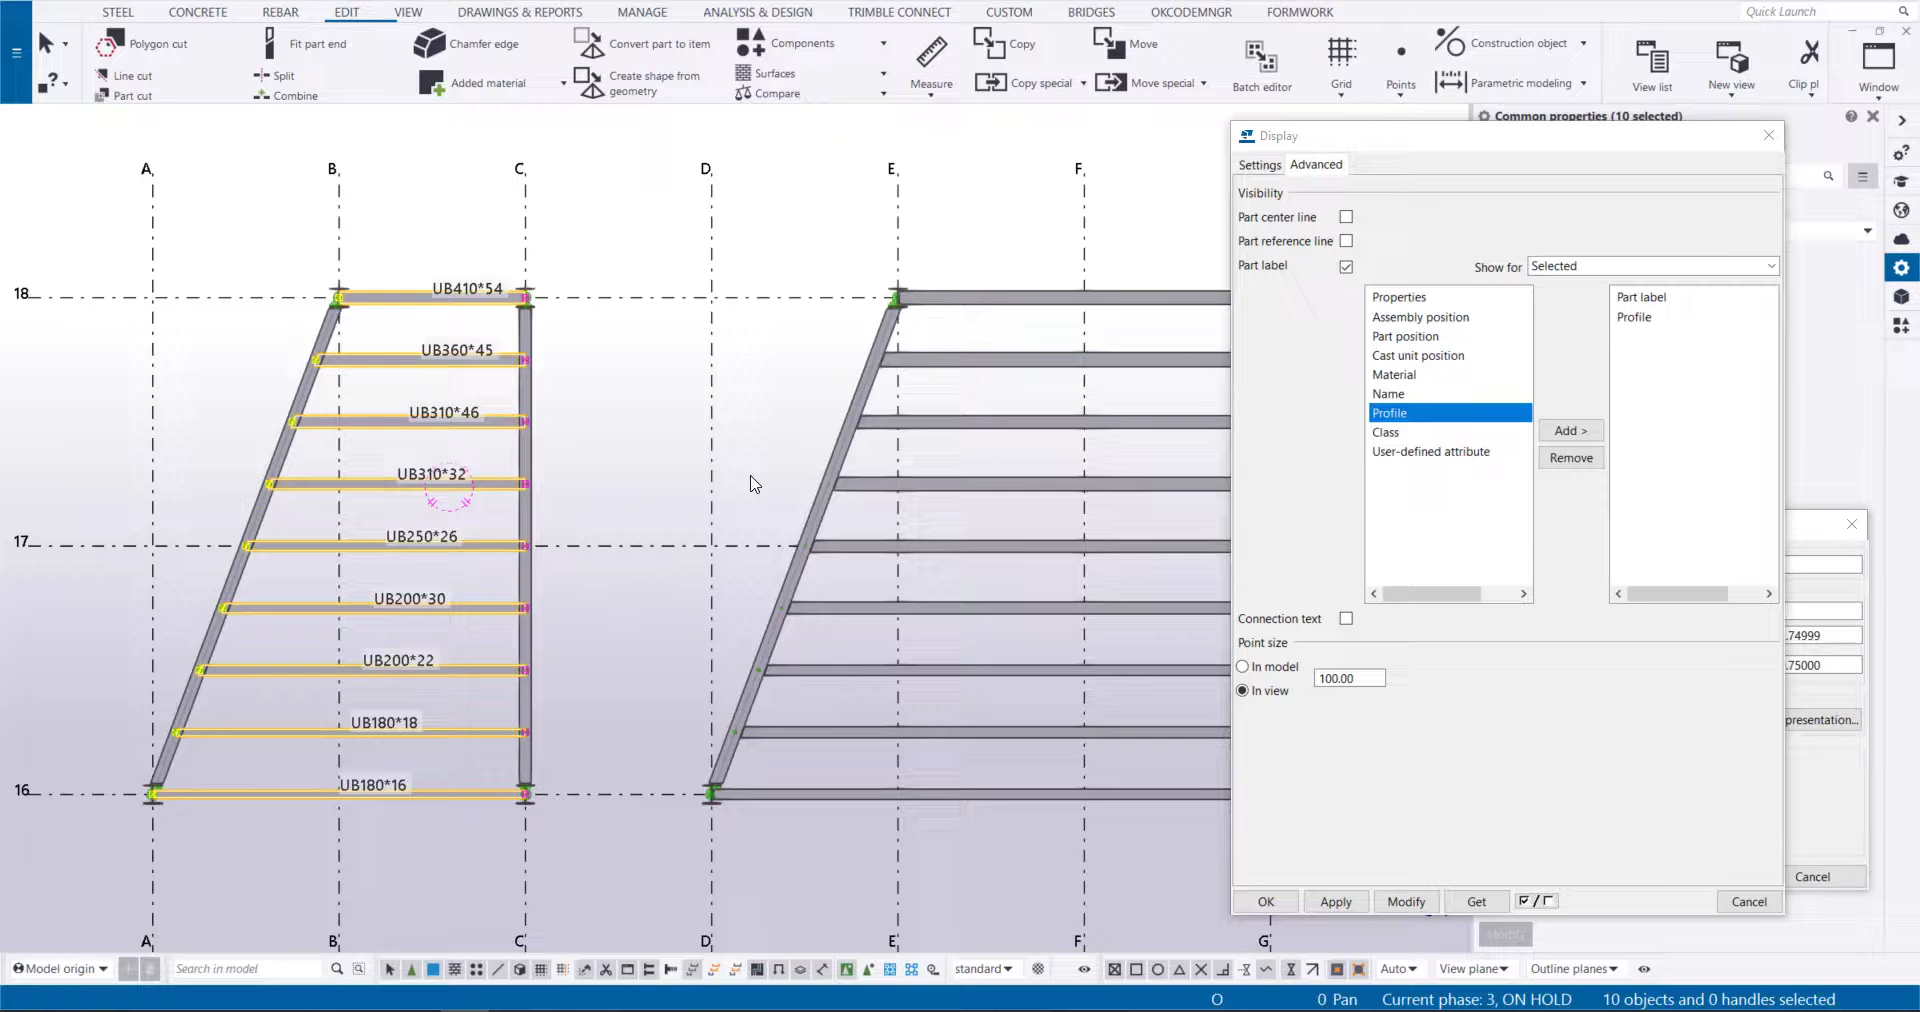 STEEL CONCRETE REBAR EDIT VIEW DRAWINGS & REPORTS MANAGE ANALYSIS & DESIGN TRIMBLE CONNECT CUSTOM BRIDGES OKCODEMNGR FORMWORK Quick Launch
Polygon cut Fit part end Chamfer edge Convert part to item Components Copy Move Construction object
Line cut Split Added material Create shape from geometry Surfaces Measure Copy special Move special Batch editor Grid Points Parametric modeling View list New view Clip pl Window
Part cut Combine Compare
Common properties (10 selected)
Display
Settings Advanced
Visibility
Part center line
Part reference line
Part label Show for Selected
Properties
Assembly position
Part position
Cast unit position
Material
Name
Profile
Class
User-defined attribute
Add >
Remove
Part label
Profile
Connection text
Point size
In model
In view
100.00
OK Apply Modify Get Cancel
.74999
.75000
presentation...
Cancel
Modify
A B C D E F
18
UB410*54
UB360*45
UB310*46
UB310*32
17
UB250*26
UB200*30
UB200*22
UB180*18
16
UB180*16
A B C D E F G
Model origin Search in model standard Auto View plane Outline planes
O 0 Pan Current phase: 3, ON HOLD 10 objects and 0 handles selected